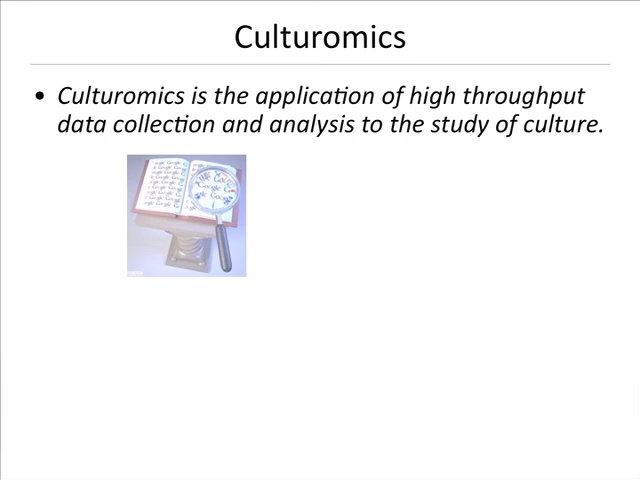 Culturomics
• Culturomics is the application of high throughput
data collection and analysis to the study of culture.